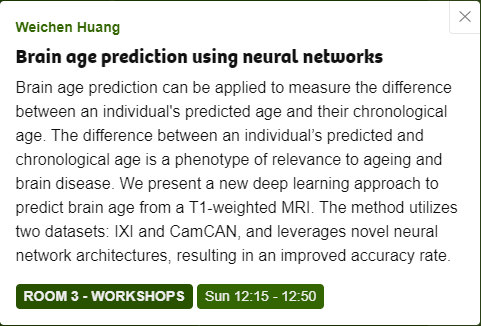 Weichen Huang
Brain age prediction using neural networks
Brain age prediction can be applied to measure the difference
between an individual's predicted age and their chronological
age. The difference between an individual’s predicted and
chronological age is a phenotype of relevance to ageing and
brain disease. We present a new deep learning approach to
predict brain age from a T1-weighted MRI. The method utilizes
two datasets: IXI and CamCAN, and leverages novel neural
network architectures, resulting in an improved accuracy rate.
ROOM 3 - WORKSHOPS Sun 12:15 - 12:50